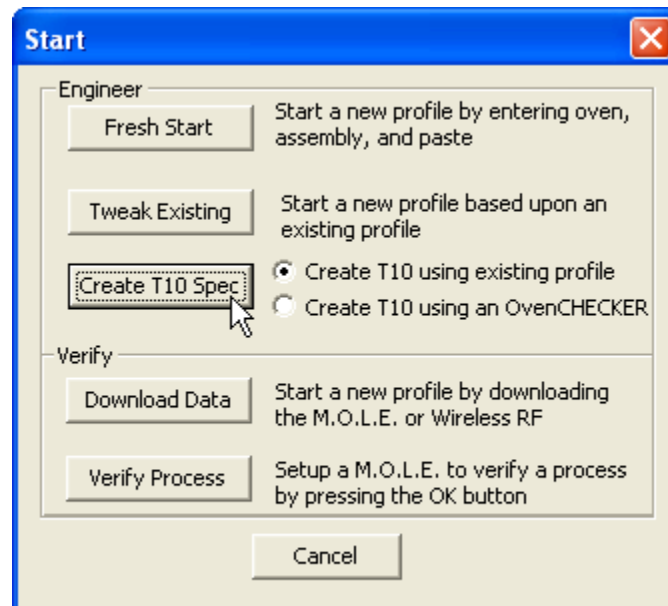 Start
Engineer
Fresh Start
Start a new profile by entering oven,
assembly, and paste
Tweak Existing
Start a new profile based upon an
existing profile
Create T10 Spec
Create T10 using existing profile
Create T10 using an OvenCHECKER
Verify
Download Data
Start a new profile by downloading
the M.O.L.E. or Wireless RF
Verify Process
Setup a M.O.L.E. to verify a process
by pressing the OK button
Cancel